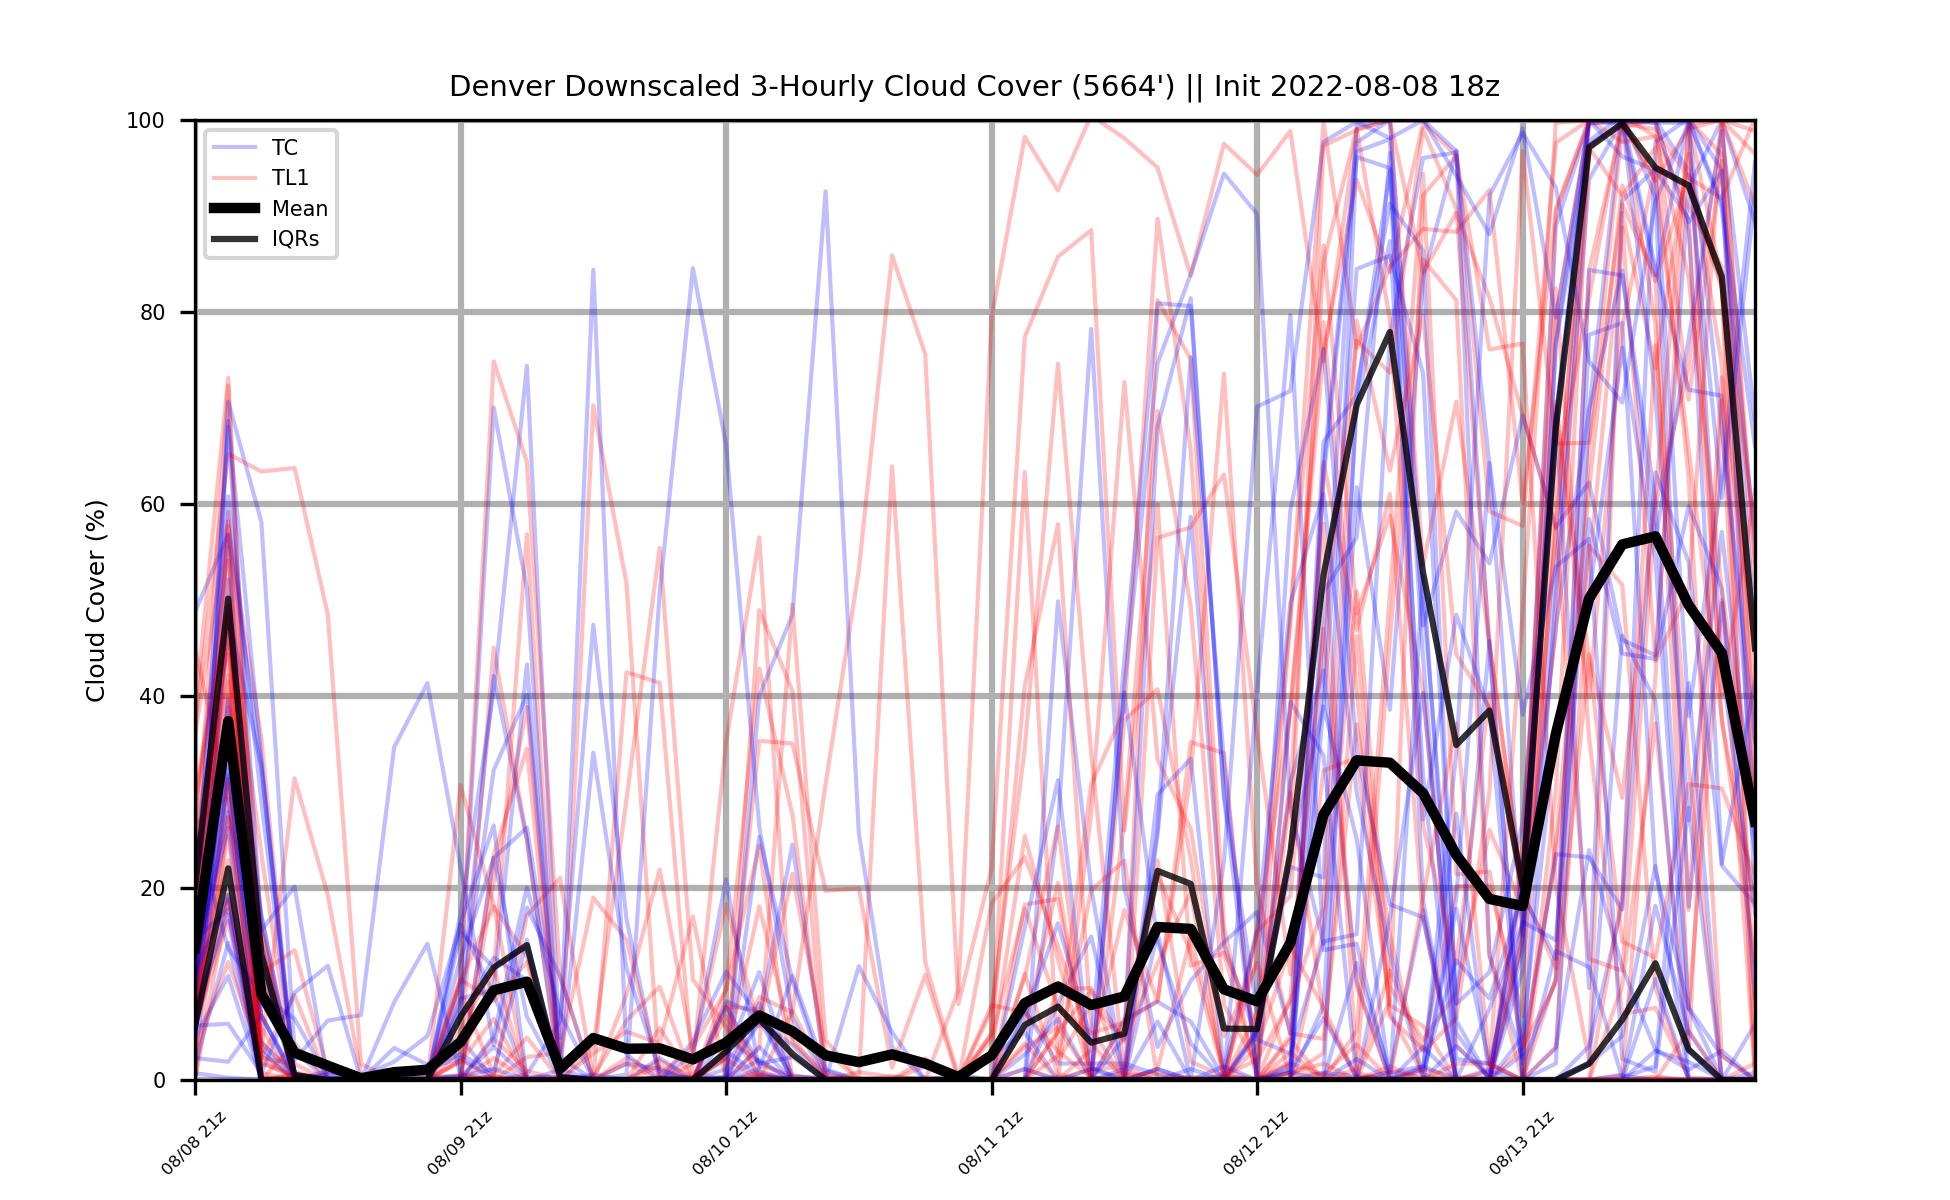 Denver Downscaled 3-Hourly Cloud Cover (5664') || Init 2022-08-08 18z
100
80
60
40
20
0
Cloud Cover (%)
TC
TL1
Mean
IQRs
08/08 21z
08/09 21z
08/10 21z
08/11 21z
08/12 21z
08/13 21z